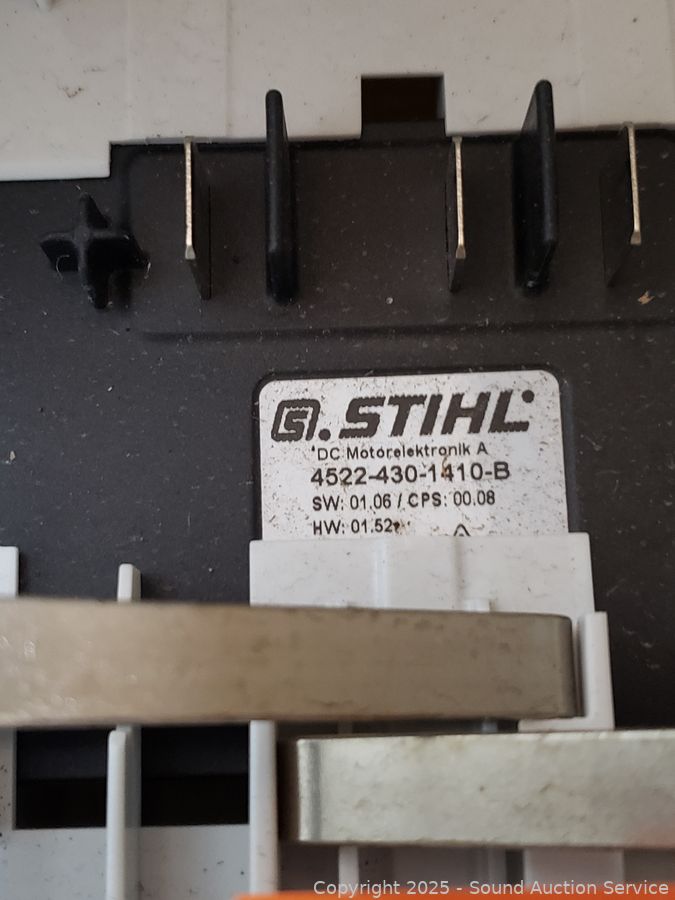 STIHL®
DC Motorelektronik A
4522-430-1410-B
SW: 01.06 / CPS: 00.08
HW: 01.52
Copyright © 2025 - Sound Auction Service